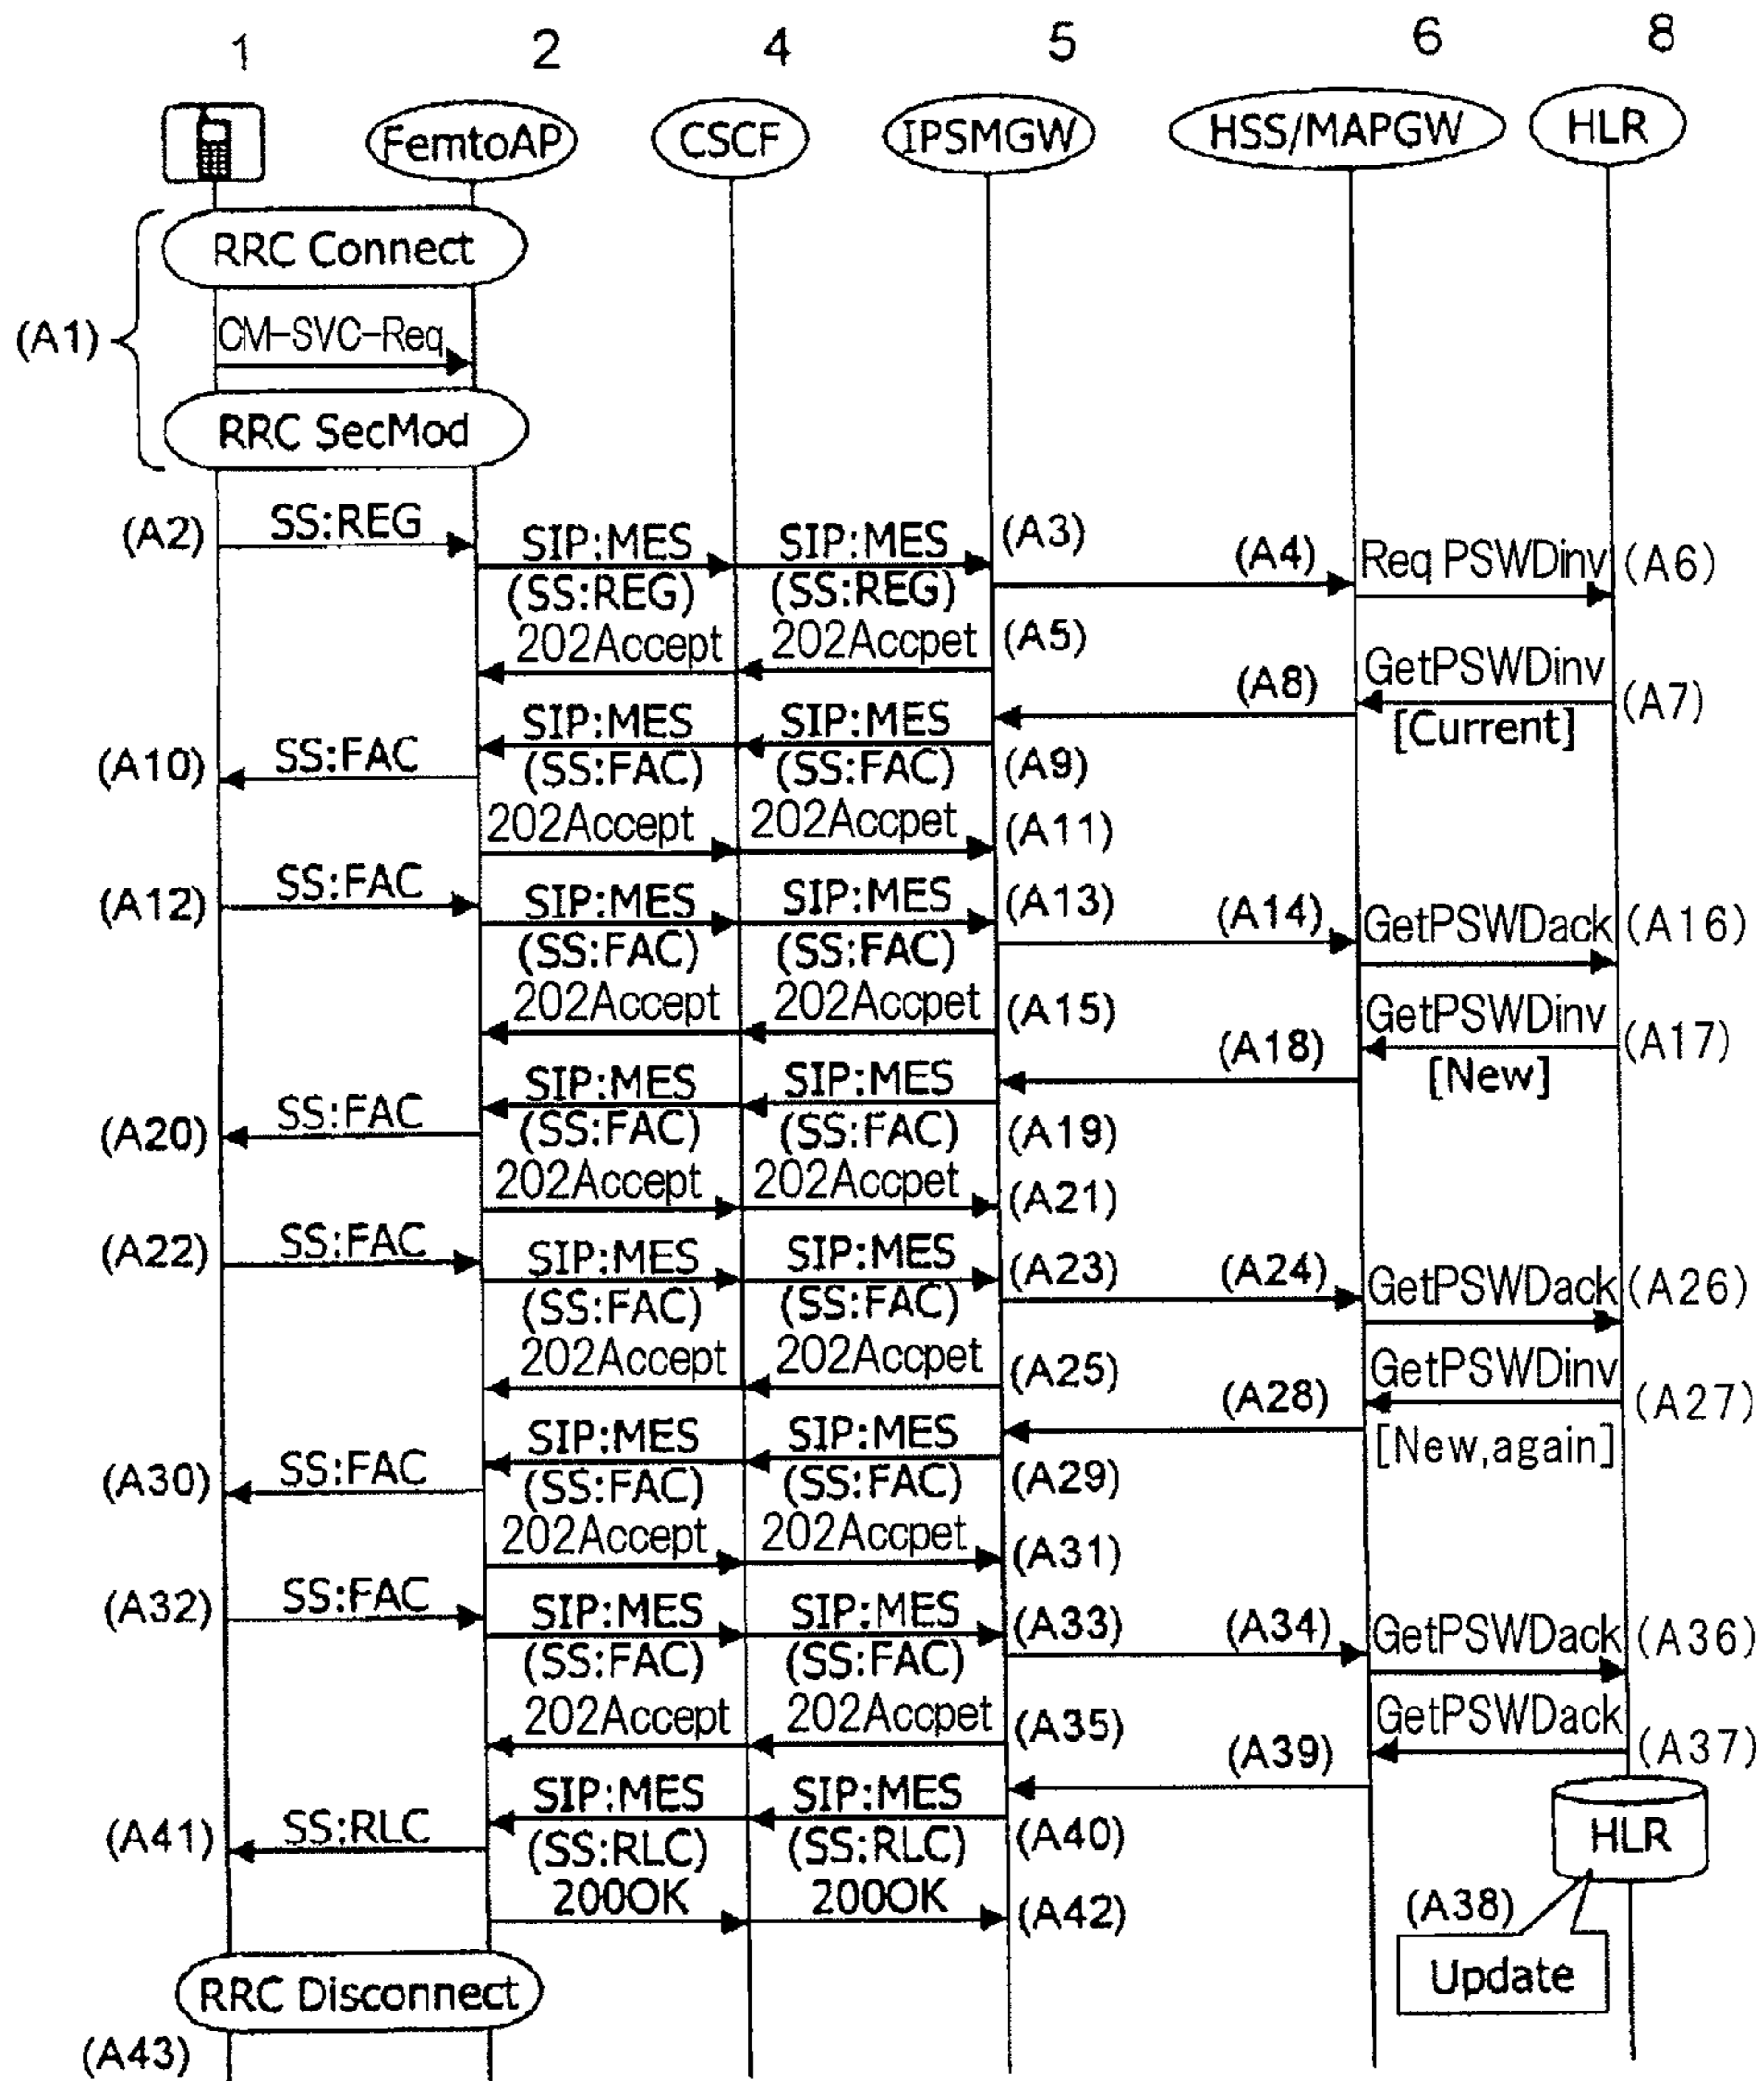 1 2 4 5 6 8
FemtoAP CSCF IPSMGW HSS/MAPGW HLR
RRC Connect
(A1) CM-SVC-Req
RRC SecMod
(A2) SS:REG SIP:MES SIP:MES (A3) (A4) Req PSWDinv (A6)
(SS:REG) (SS:REG)
202Accept 202Accpet (A5) GetPSWDinv
(A8) [Current] (A7)
SIP:MES SIP:MES
(A10) SS:FAC (SS:FAC) (SS:FAC) (A9)
202Accept 202Accpet (A11)
(A12) SS:FAC SIP:MES SIP:MES (A13) (A14) GetPSWDack (A16)
(SS:FAC) (SS:FAC)
202Accept 202Accpet (A15) GetPSWDinv
(A18) [New] (A17)
SIP:MES SIP:MES
(A20) SS:FAC (SS:FAC) (SS:FAC) (A19)
202Accept 202Accpet (A21)
(A22) SS:FAC SIP:MES SIP:MES (A23) (A24) GetPSWDack (A26)
(SS:FAC) (SS:FAC)
202Accept 202Accpet (A25) GetPSWDinv
(A28) (A27)
SIP:MES SIP:MES [New,again]
(A30) SS:FAC (SS:FAC) (SS:FAC) (A29)
202Accept 202Accpet (A31)
(A32) SS:FAC SIP:MES SIP:MES (A33) (A34) GetPSWDack (A36)
(SS:FAC) (SS:FAC)
202Accept 202Accpet (A35) GetPSWDack
(A39) (A37)
SIP:MES SIP:MES
(A41) SS:RLC (SS:RLC) (SS:RLC) (A40) HLR
200OK 200OK (A42) (A38)
RRC Disconnect Update
(A43)